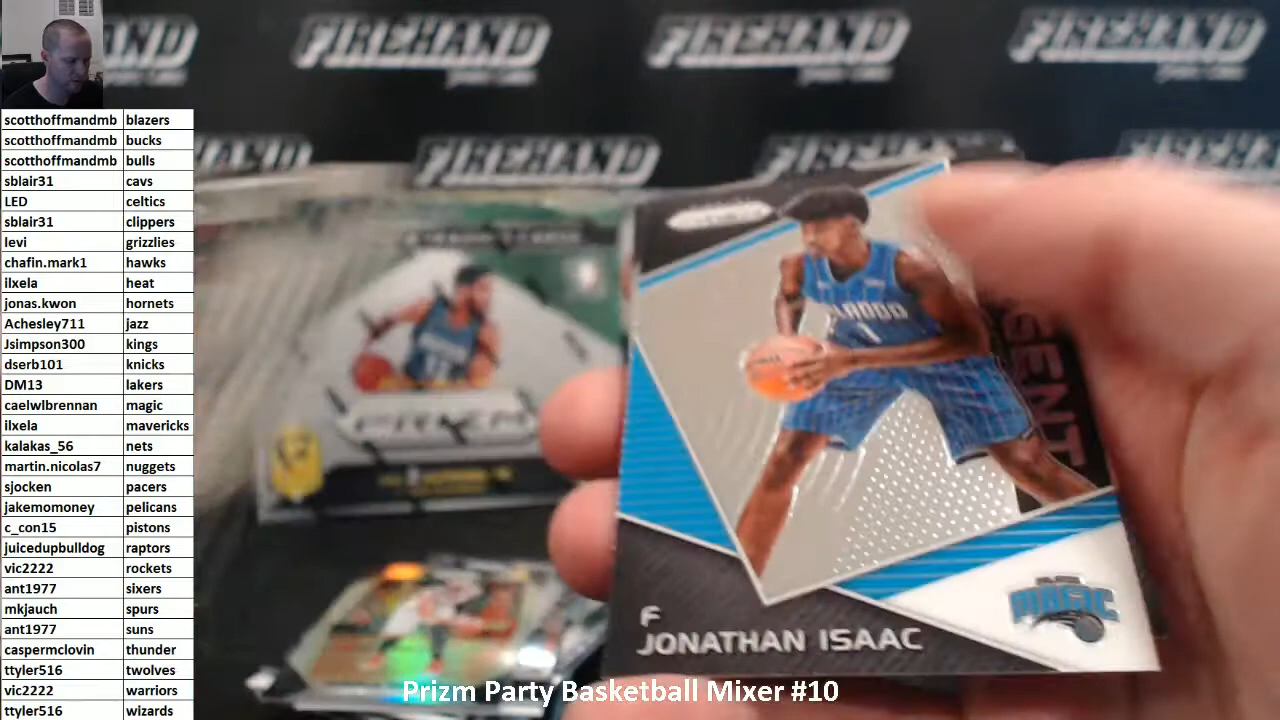 FIREHAND
FIREHAND
FIREHAND
FIREHAND
FIREHAND
scotthoffmandmb blazers
scotthoffmandmb bucks
scotthoffmandmb bulls
sblair31 cavs
LED celtics
sblair31 clippers
levi grizzlies
chafin.mark1 hawks
ilxela heat
jonas.kwon hornets
Achesley711 jazz
Jsimpson300 kings
dserb101 knicks
DM13 lakers
caelwlbrennan magic
ilxela mavericks
kalakas_56 nets
martin.nicolas7 nuggets
sjocken pacers
jakemomoney pelicans
c_con15 pistons
juicedupbulldog raptors
vic2222 rockets
ant1977 sixers
mkjauch spurs
ant1977 suns
caspermclovin thunder
ttyler516 twolves
vic2222 warriors
ttyler516 wizards
PRIZM
1
MAGIC
F
JONATHAN ISAAC
Prizm Party Basketball Mixer #10